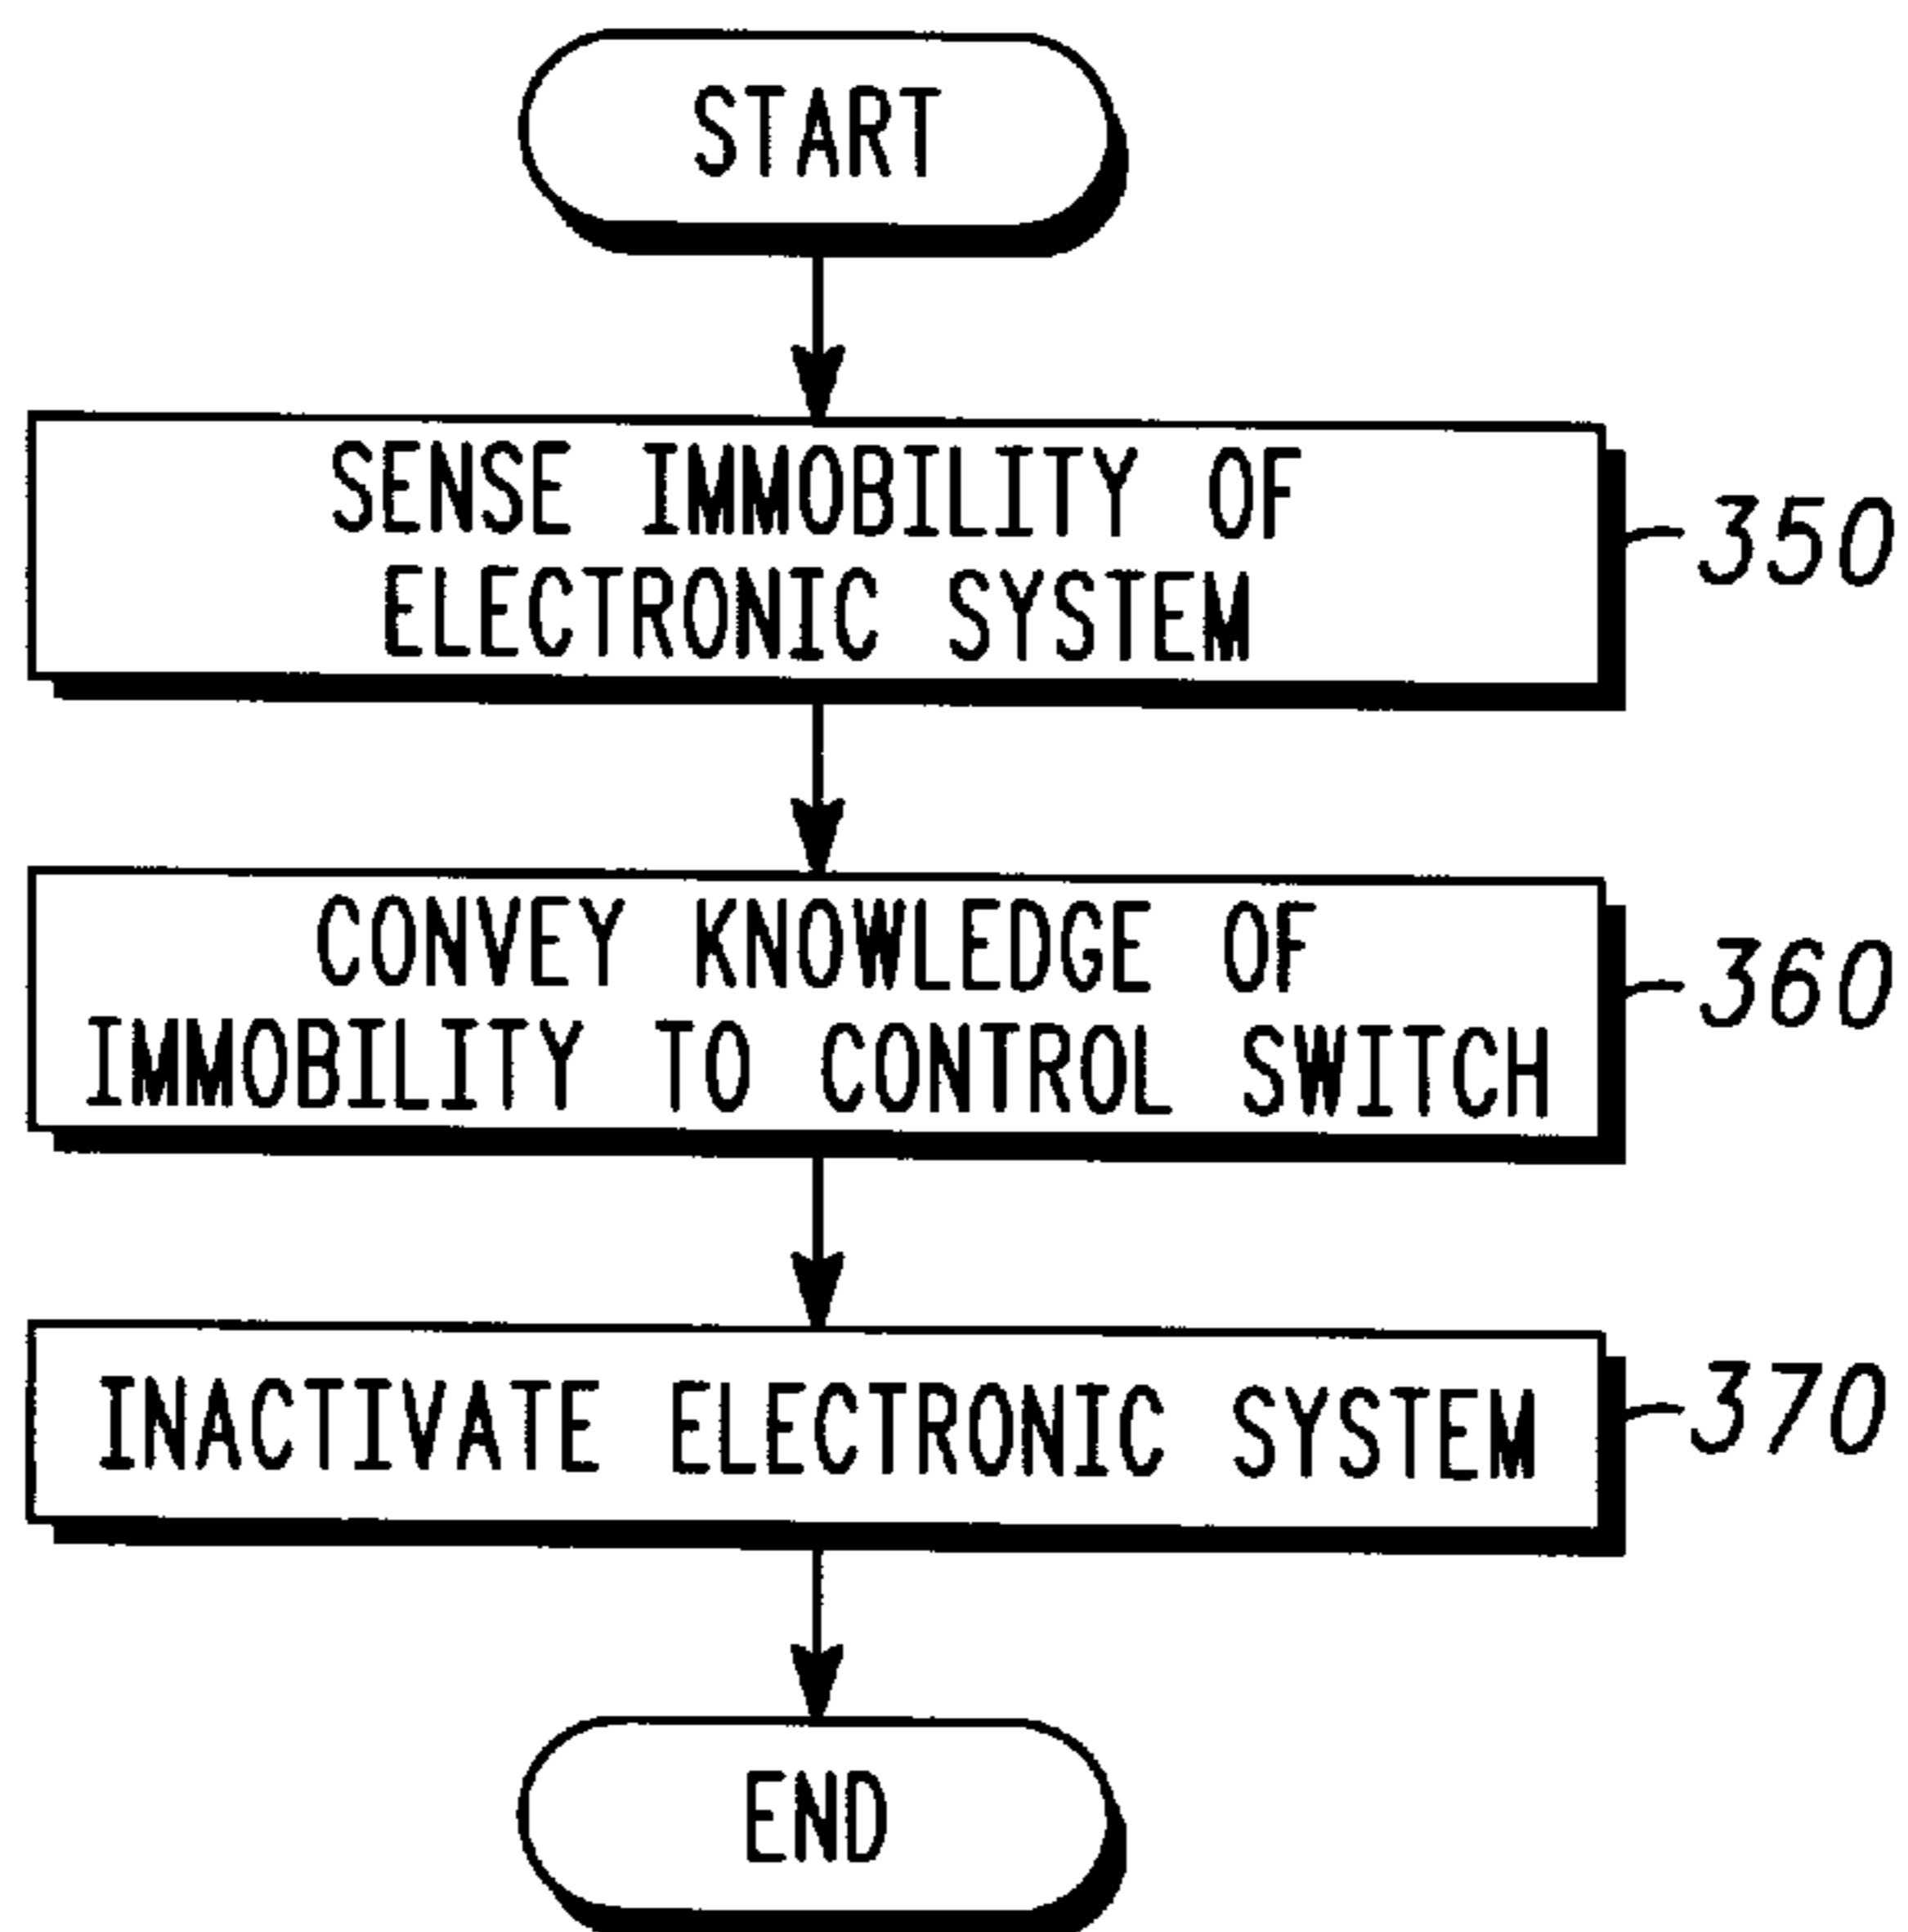 START
SENSE IMMOBILITY OF
ELECTRONIC SYSTEM
350
CONVEY KNOWLEDGE OF
IMMOBILITY TO CONTROL SWITCH
360
INACTIVATE ELECTRONIC SYSTEM
370
END